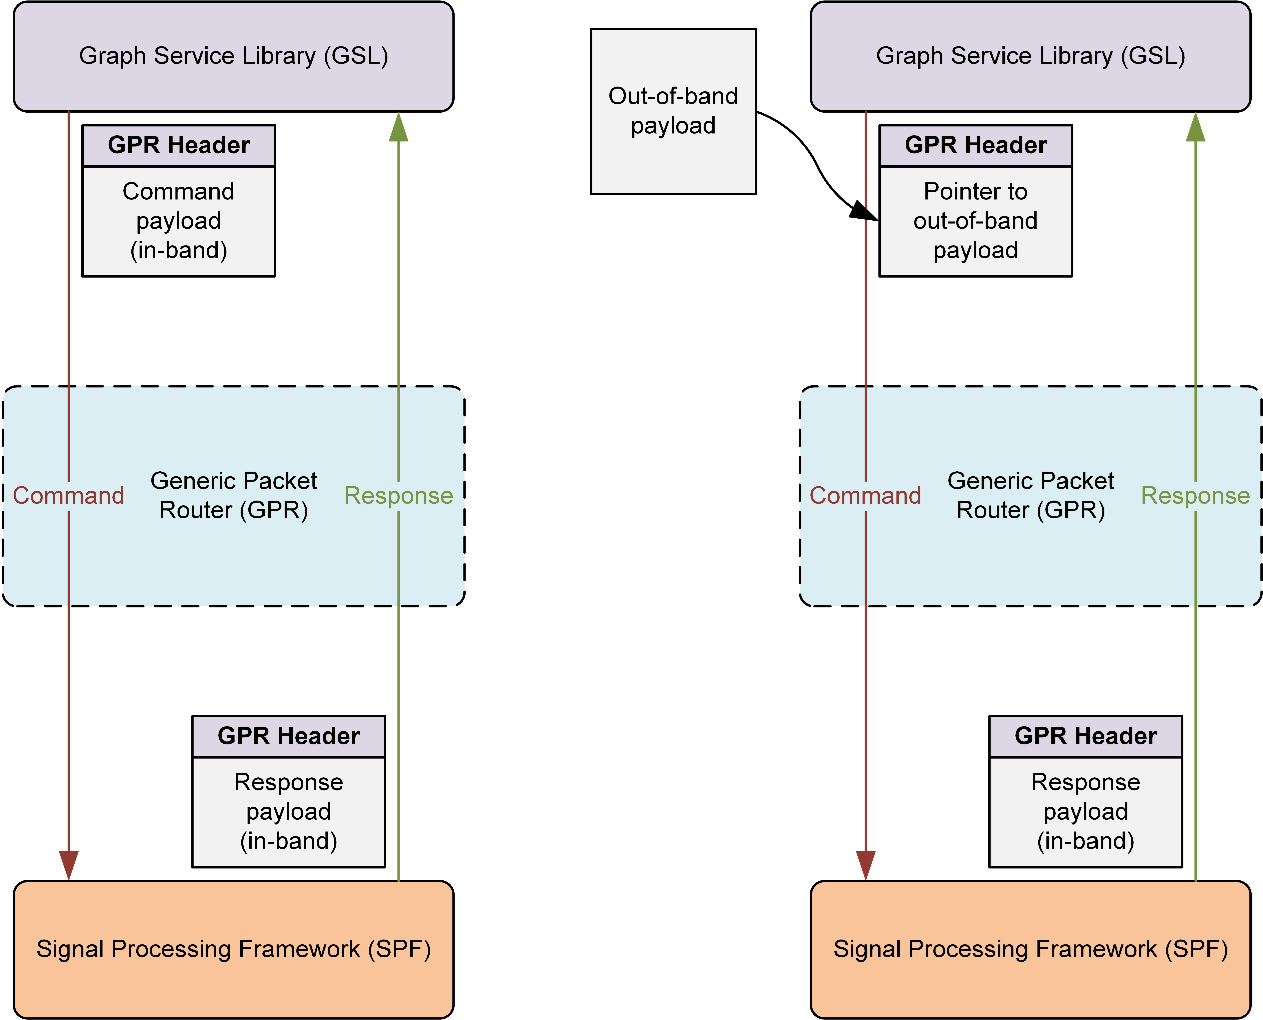 Graph Service Library (GSL)
GPR Header
Command
payload
(in-band)
Command
Generic Packet
Router (GPR)
Response
GPR Header
Response
payload
(in-band)
Signal Processing Framework (SPF)
Out-of-band
payload
Graph Service Library (GSL)
GPR Header
Pointer to
out-of-band
payload
Command
Generic Packet
Router (GPR)
Response
GPR Header
Response
payload
(in-band)
Signal Processing Framework (SPF)